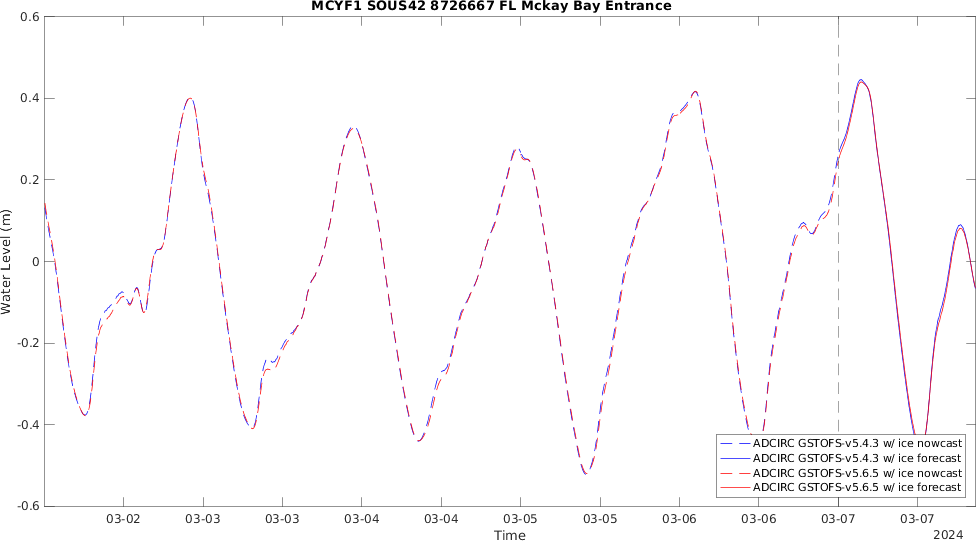 MCYF1 SOUS42 8726667 FL Mckay Bay Entrance
0.6
0.4
0.2
0
-0.2
-0.4
-0.6
Water Level (m)
ADCIRC GSTOFS-v5.4.3 w/ ice nowcast
ADCIRC GSTOFS-v5.4.3 w/ ice forecast
ADCIRC GSTOFS-v5.6.5 w/ ice nowcast
ADCIRC GSTOFS-v5.6.5 w/ ice forecast
03-02 03-03 03-03 03-04 03-04 03-05 03-05 03-06 03-06 03-07 03-07
Time
2024